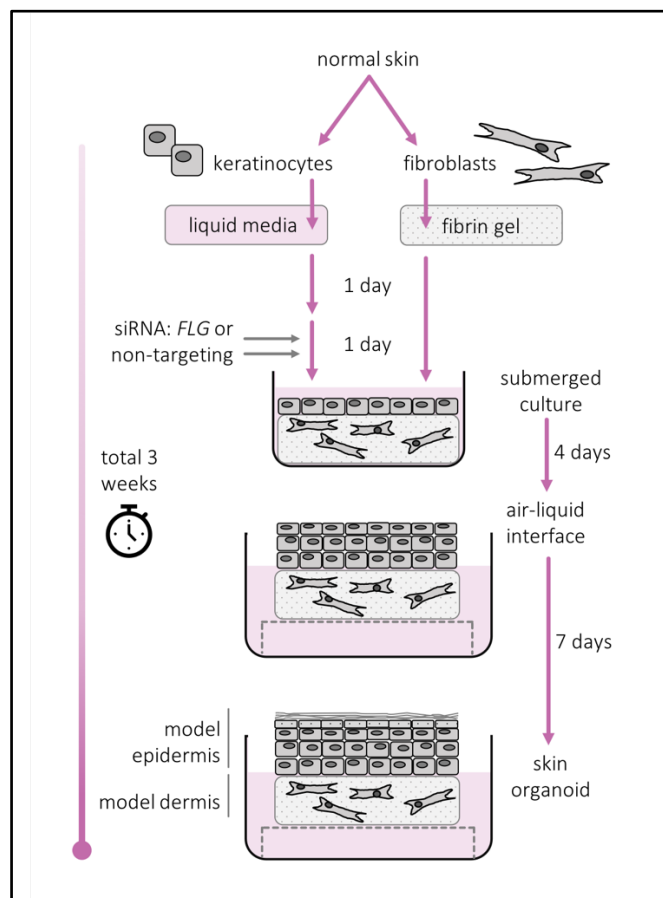 normal skin
keratinocytes
fibroblasts
liquid media
fibrin gel
1 day
siRNA: FLG or
non-targeting
1 day
submerged
culture
4 days
total 3
weeks
air-liquid
interface
7 days
model
epidermis
model dermis
skin
organoid